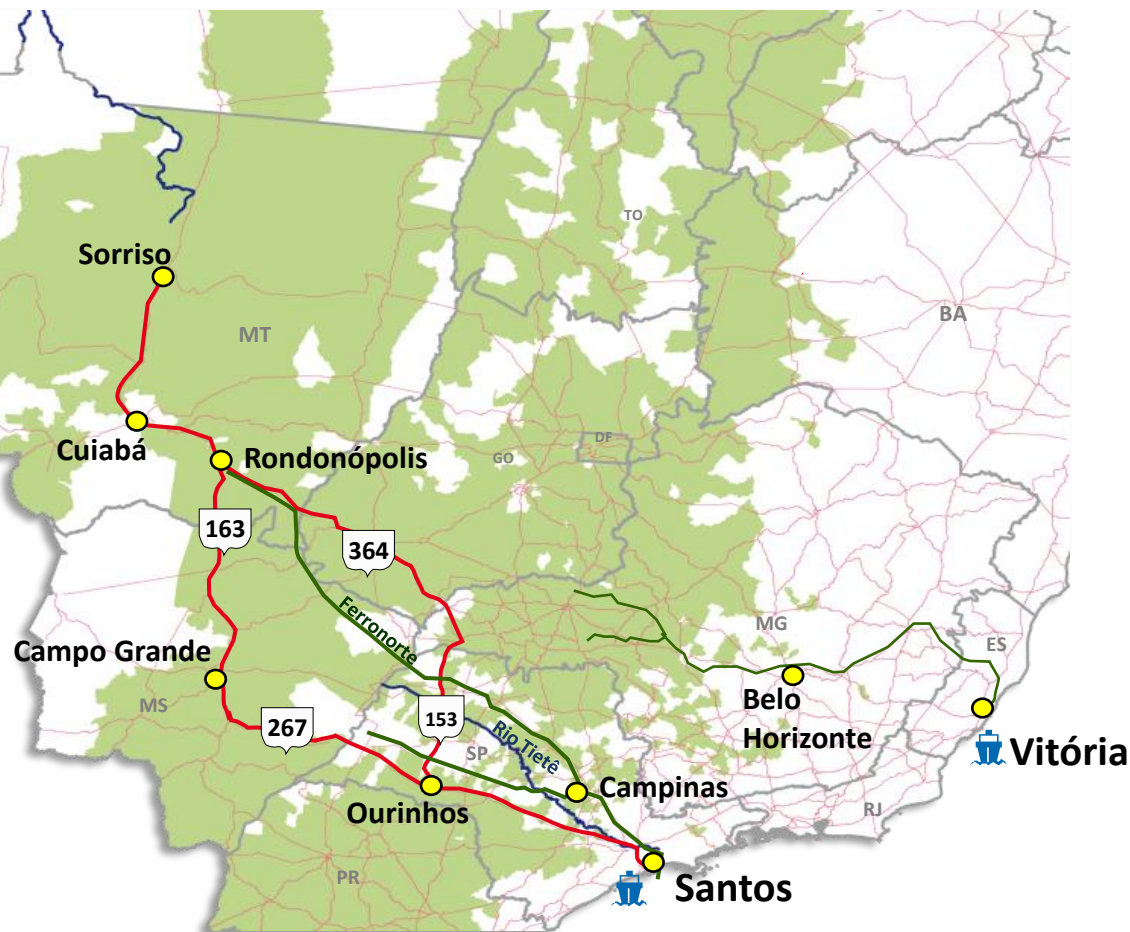 TO
Sorriso
BA
MT
Cuiabá
Rondonópolis
DF
GO
163
364
Ferronorte
MG
ES
Campo Grande
MS
267
153
Belo
Horizonte
Rio Tietê
SP
Vitória
Campinas
Ourinhos
RJ
PR
Santos